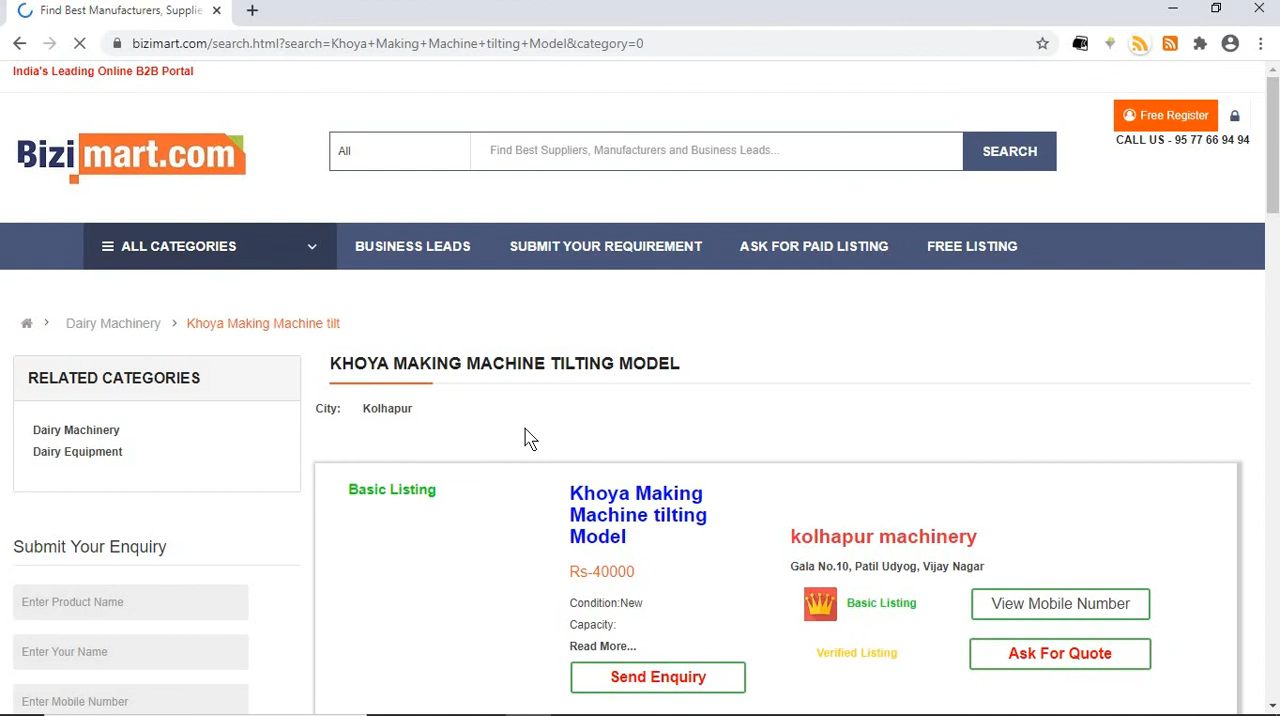 Find Best Manufacturers, Supplie
bizimart.com/search.html?search=Khoya+Making+Machine+tilting+Model&category=0
India's Leading Online B2B Portal
Bizimart.com
All
Find Best Suppliers, Manufacturers and Business Leads...
SEARCH
Free Register
CALL US - 95 77 66 94 94
ALL CATEGORIES
BUSINESS LEADS
SUBMIT YOUR REQUIREMENT
ASK FOR PAID LISTING
FREE LISTING
Dairy Machinery
Khoya Making Machine tilt
RELATED CATEGORIES
Dairy Machinery
Dairy Equipment
Submit Your Enquiry
Enter Product Name
Enter Your Name
Enter Mobile Number
KHOYA MAKING MACHINE TILTING MODEL
City: Kolhapur
Basic Listing
Khoya Making
Machine tilting
Model
Rs-40000
Condition:New
Capacity:
Read More...
Send Enquiry
kolhapur machinery
Gala No.10, Patil Udyog, Vijay Nagar
Basic Listing
View Mobile Number
Verified Listing
Ask For Quote